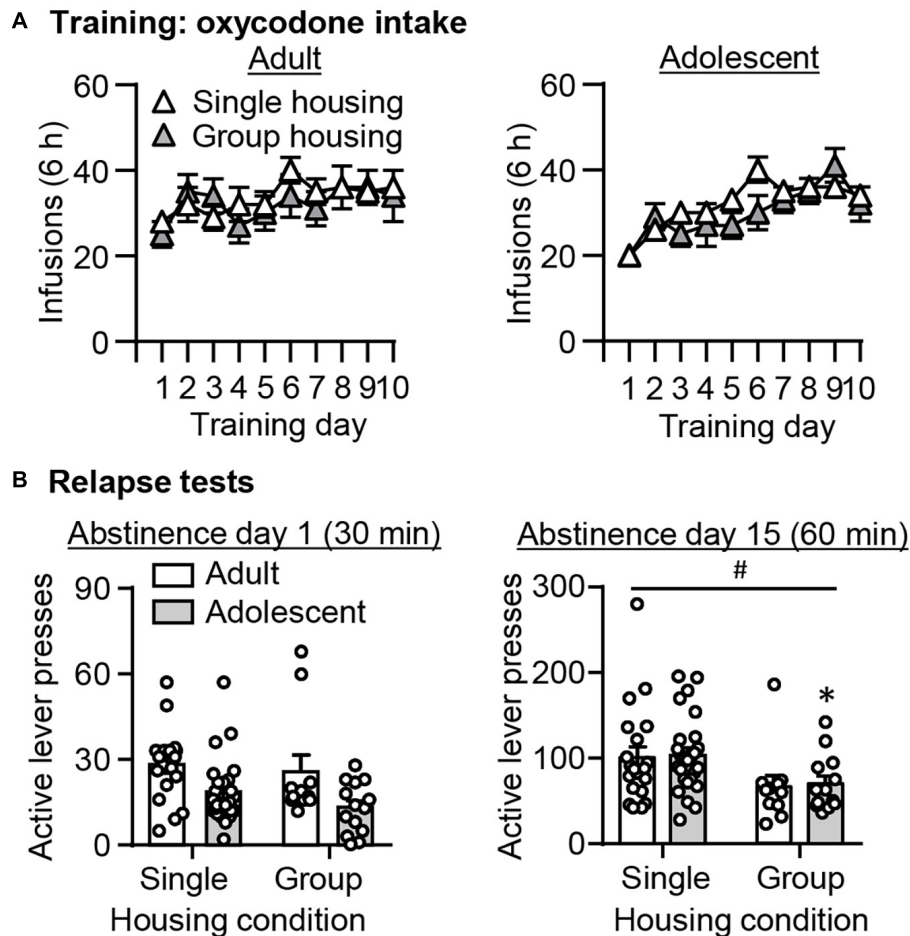 A Training: oxycodone intake
Adult
Adolescent
60
40
20
0
Infusions (6 h)
Single housing
Group housing
1 2 3 4 5 6 7 8 9 10
Training day
60
40
20
0
Infusions (6 h)
1 2 3 4 5 6 7 8 9 10
Training day
B Relapse tests
Abstinence day 1 (30 min)
Abstinence day 15 (60 min)
90
60
30
0
Active lever presses
Adult
Adolescent
Single Group
Housing condition
300
200
100
0
Active lever presses
#
*
Single Group
Housing condition